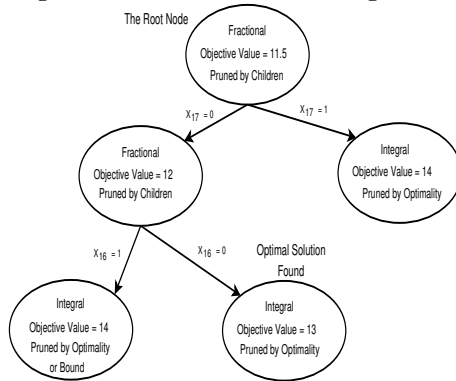 The Root Node
Fractional
Objective Value = 11.5
Pruned by Children
X17 = 0
X17 = 1
Fractional
Objective Value = 12
Pruned by Children
Integral
Objective Value = 14
Pruned by Optimality
X16 = 1
X16 = 0
Optimal Solution
Found
Integral
Objective Value = 14
Pruned by Optimality
or Bound
Integral
Objective Value = 13
Pruned by Optimality